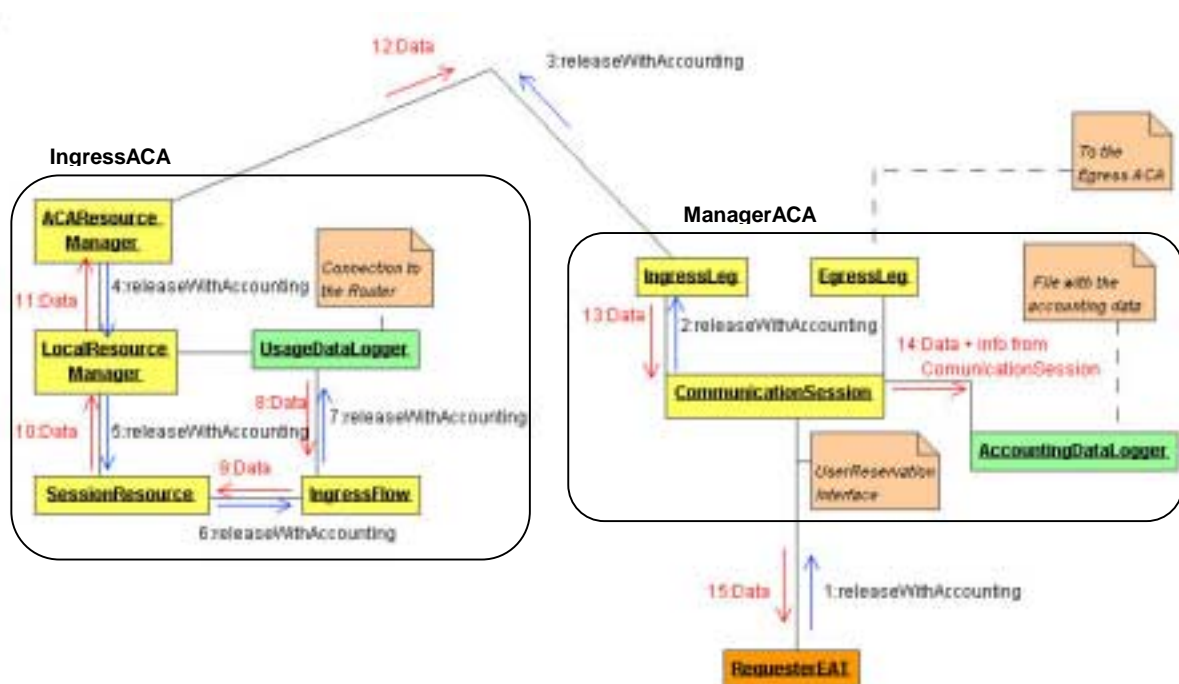 12:Data
3:releaseWithAccounting
To the
Egress ACA
IngressACA
ManagerACA
ACAResource
Manager
Connection to
the Router
4:releaseWithAccounting
11:Data
LocalResource
Manager
UsageDataLogger
8:Data
7:releaseWithAccounting
10:Data
5:releaseWithAccounting
9:Data
SessionResource
IngressFlow
6:releaseWithAccounting
IngressLeg
EgressLeg
File with the
accounting data
13:Data
2:releaseWithAccounting
14:Data + info from
ComunicationSession
CommunicationSession
AccountingDataLogger
UserReservation
Interface
15:Data
1:releaseWithAccounting
RequesterEAT